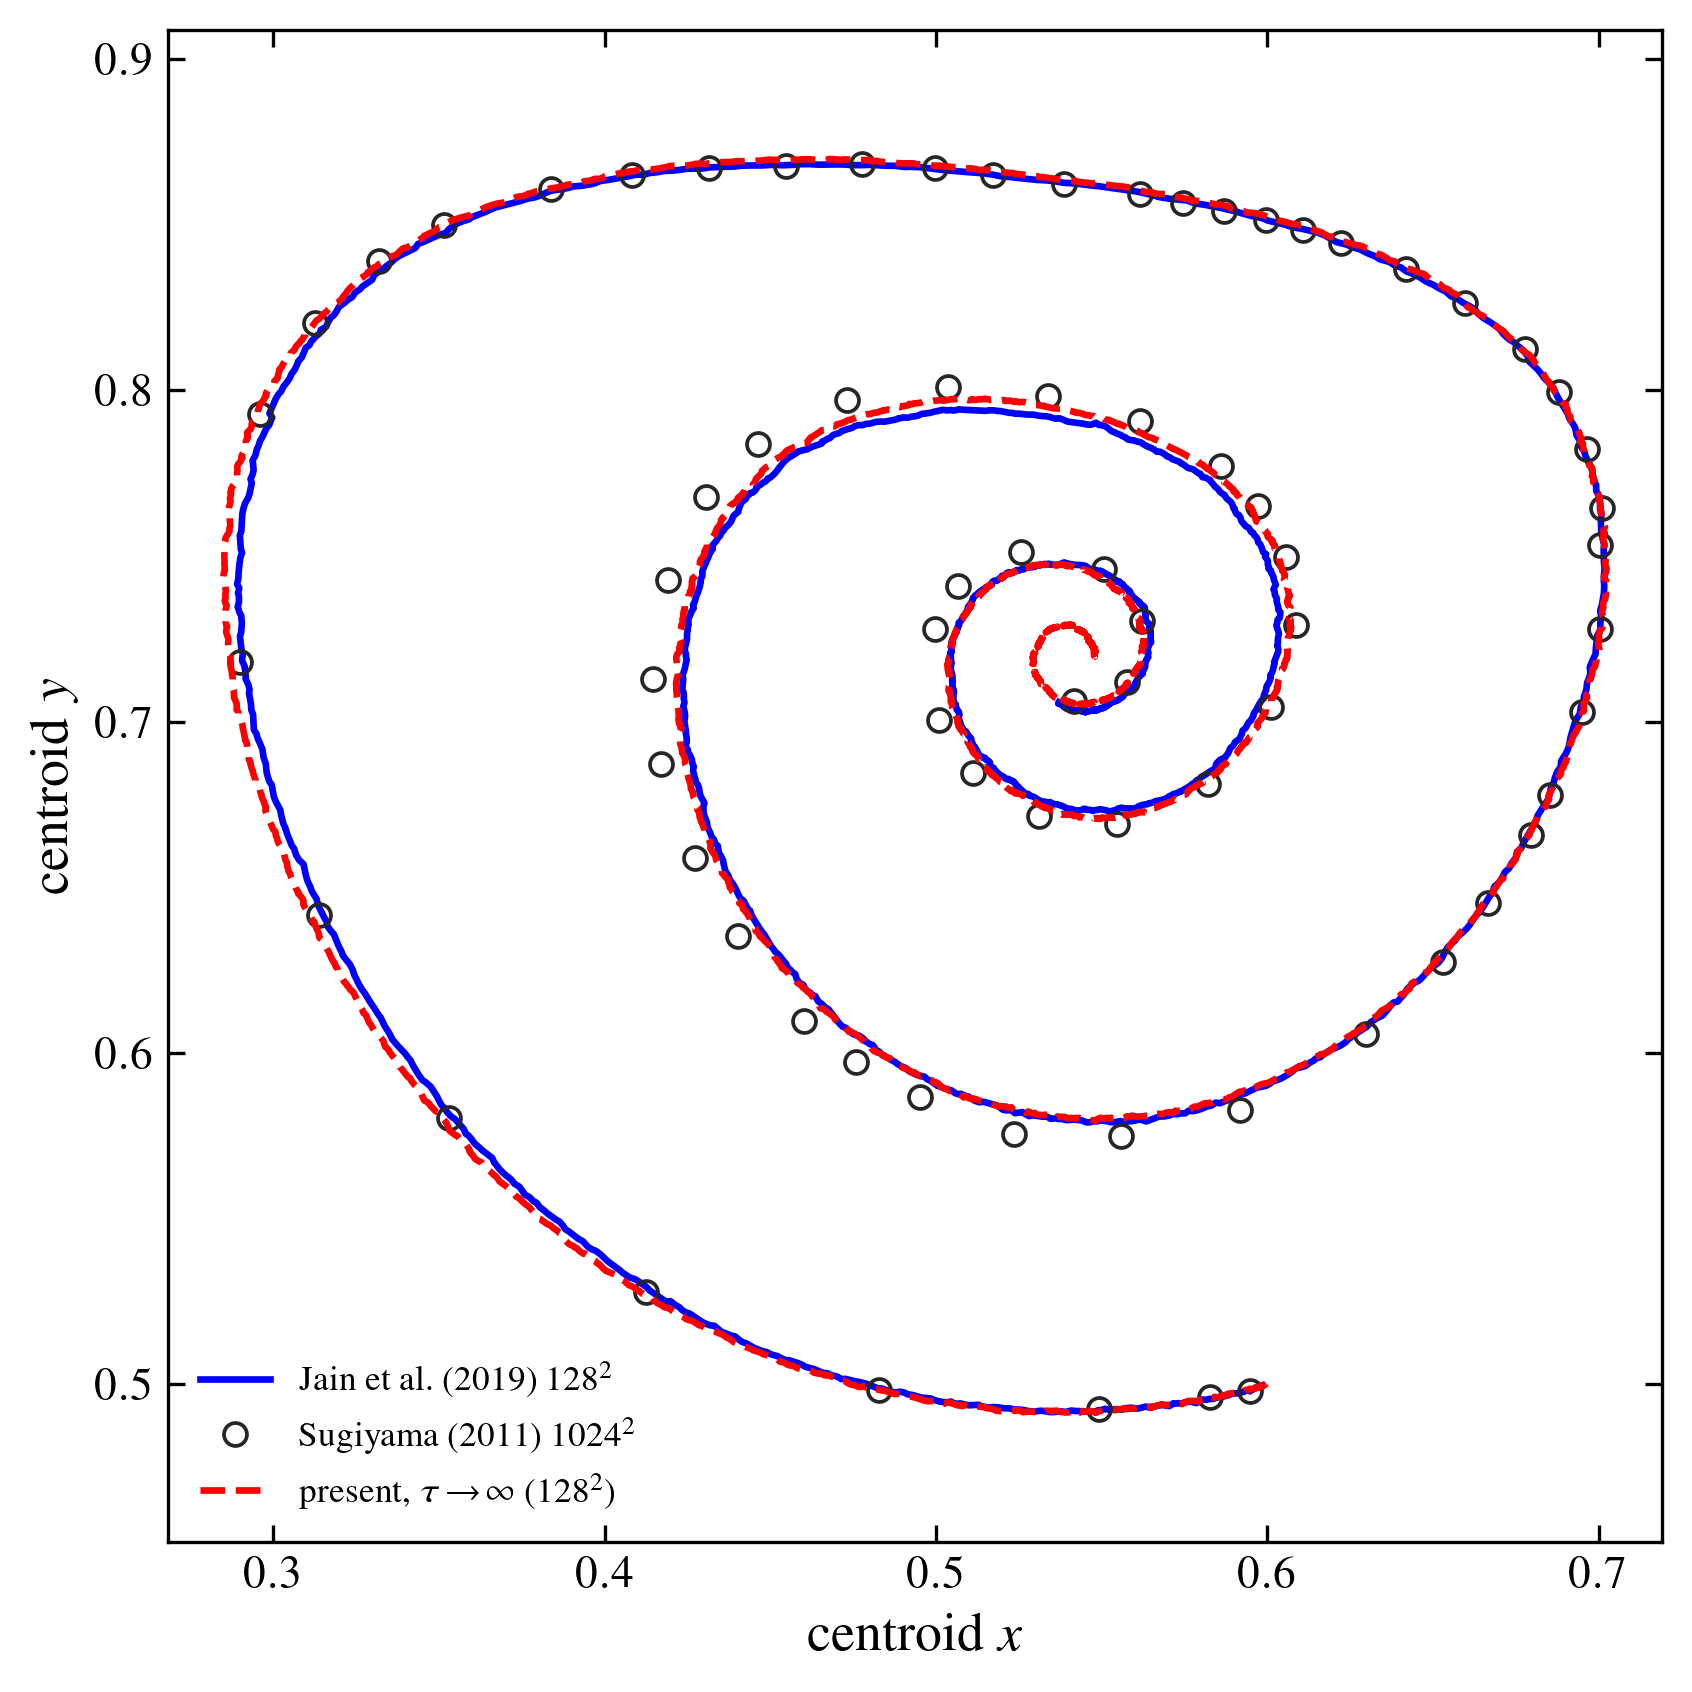 0.9
0.8
0.7
0.6
0.5
centroid y
Jain et al. (2019) 128²
Sugiyama (2011) 1024²
present, τ→∞ (128²)
0.3 0.4 0.5 0.6 0.7
centroid x